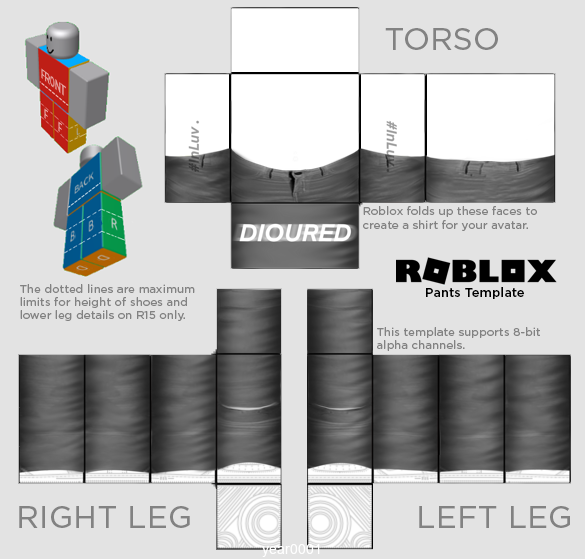 TORSO
FRONT
F
F
L
#InLuv .
#InLuv.
BACK
B
B
R
DIOURED
Roblox folds up these faces to
create a shirt for your avatar.
ROBLOX
Pants Template
The dotted lines are maximum
limits for height of shoes and
lower leg details on R15 only.
This template supports 8-bit
alpha channels.
RIGHT LEG
LEFT LEG
year0001